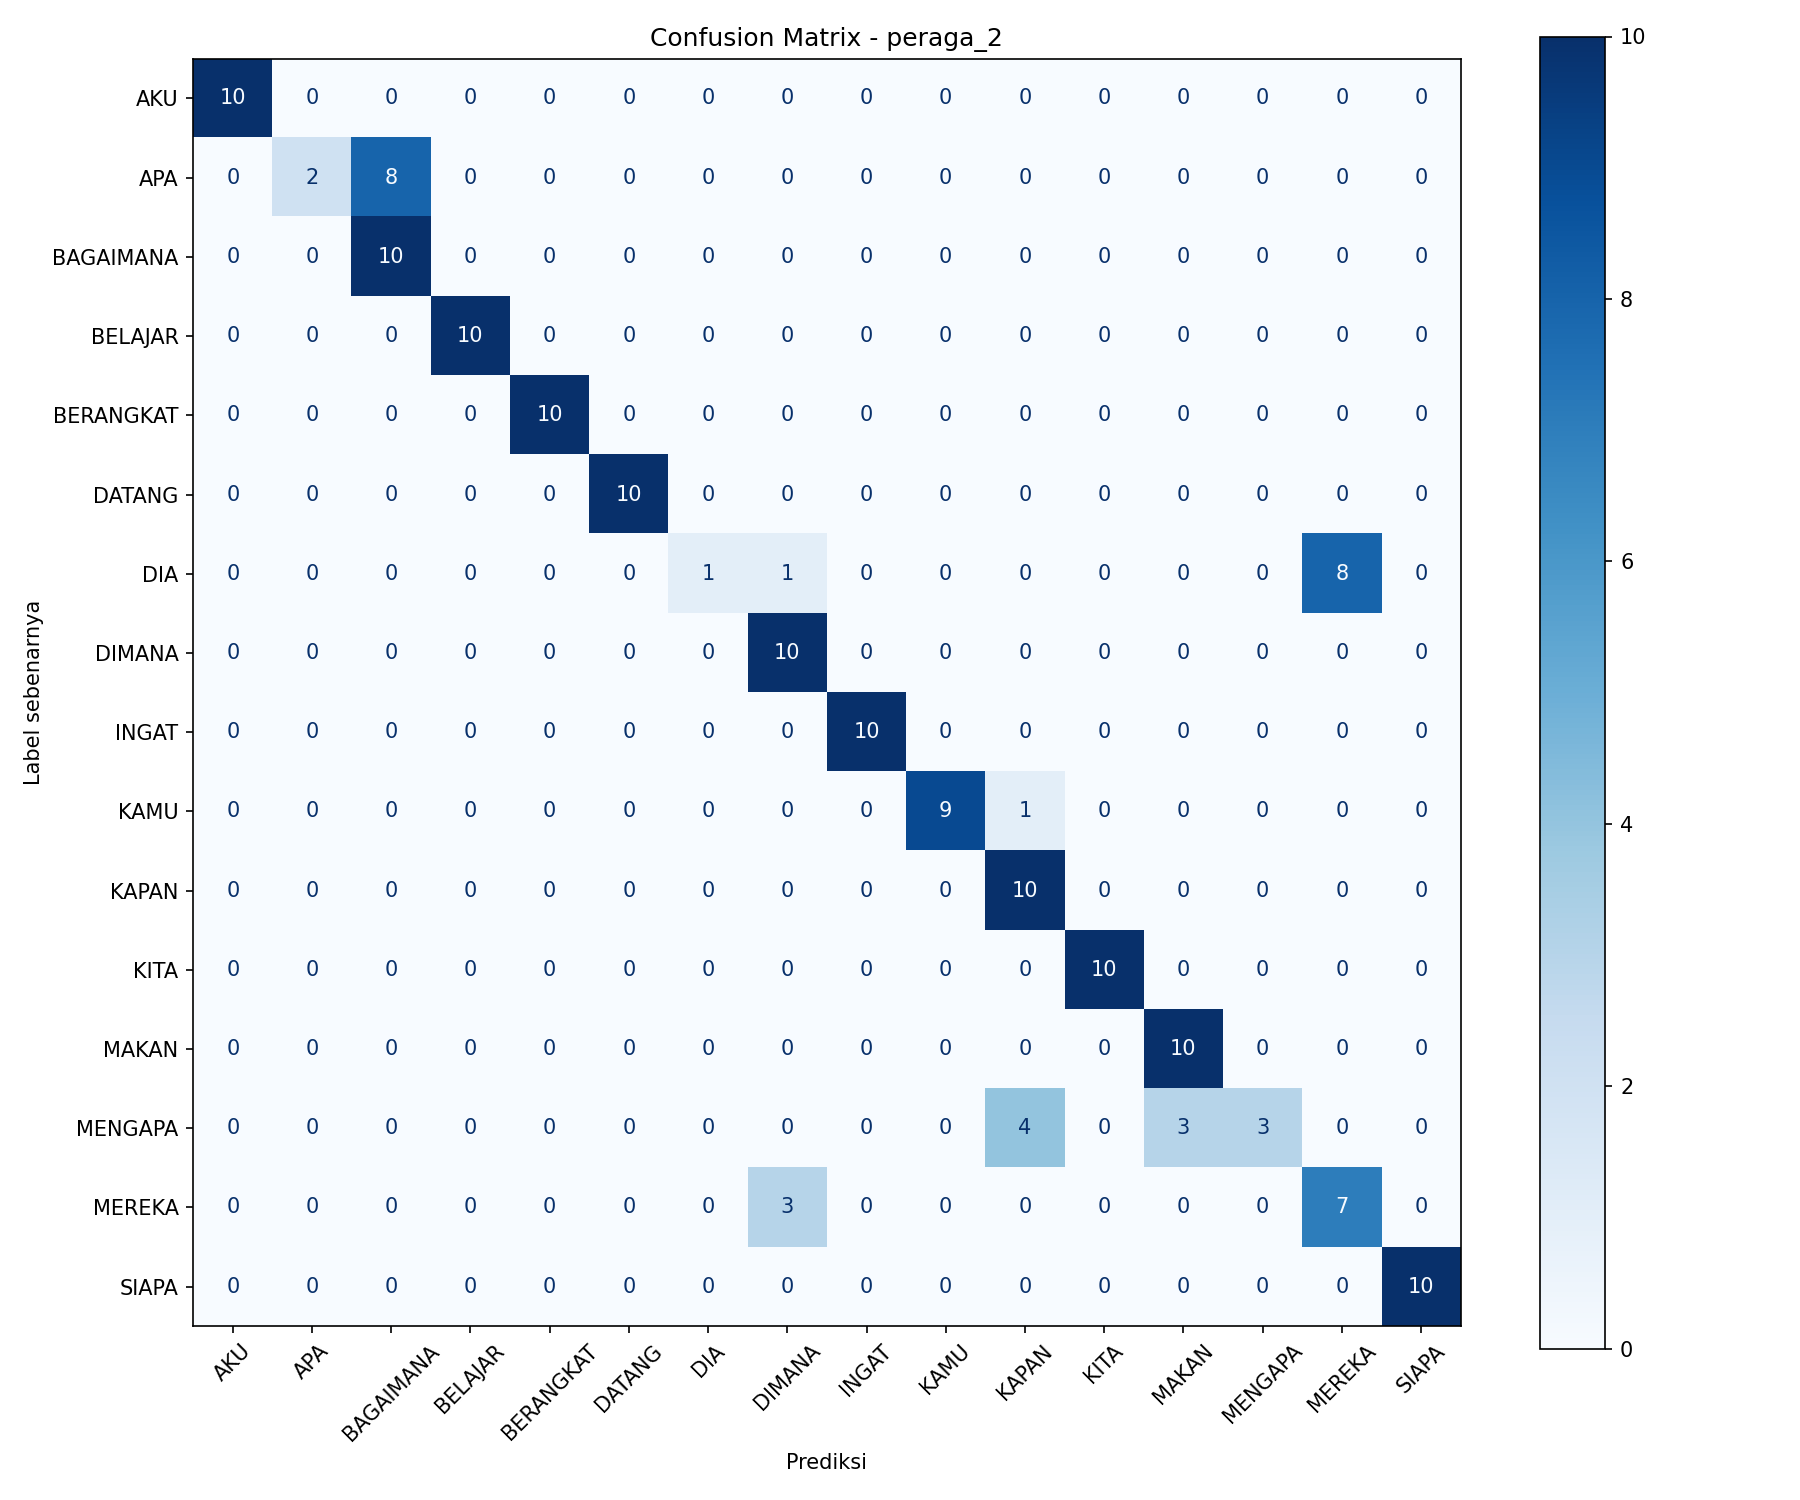 Confusion Matrix - peraga_2
10
AKU 10 0 0 0 0 0 0 0 0 0 0 0 0 0 0 0
APA 0 2 8 0 0 0 0 0 0 0 0 0 0 0 0 0
BAGAIMANA 0 0 10 0 0 0 0 0 0 0 0 0 0 0 0 0
8
BELAJAR 0 0 0 10 0 0 0 0 0 0 0 0 0 0 0 0
BERANGKAT 0 0 0 0 10 0 0 0 0 0 0 0 0 0 0 0
DATANG 0 0 0 0 0 10 0 0 0 0 0 0 0 0 0 0
6
DIA 0 0 0 0 0 0 1 1 0 0 0 0 0 0 8 0
DIMANA 0 0 0 0 0 0 0 10 0 0 0 0 0 0 0 0
Label sebenarnya
INGAT 0 0 0 0 0 0 0 0 10 0 0 0 0 0 0 0
KAMU 0 0 0 0 0 0 0 0 0 9 1 0 0 0 0 0
4
KAPAN 0 0 0 0 0 0 0 0 0 0 10 0 0 0 0 0
KITA 0 0 0 0 0 0 0 0 0 0 0 10 0 0 0 0
MAKAN 0 0 0 0 0 0 0 0 0 0 0 0 10 0 0 0
2
MENGAPA 0 0 0 0 0 0 0 0 0 0 4 0 3 3 0 0
MEREKA 0 0 0 0 0 0 0 3 0 0 0 0 0 0 7 0
SIAPA 0 0 0 0 0 0 0 0 0 0 0 0 0 0 0 10
0
AKU APA BAGAIMANA BELAJAR BERANGKAT DATANG DIA DIMANA INGAT KAMU KAPAN KITA MAKAN MENGAPA MEREKA SIAPA
Prediksi